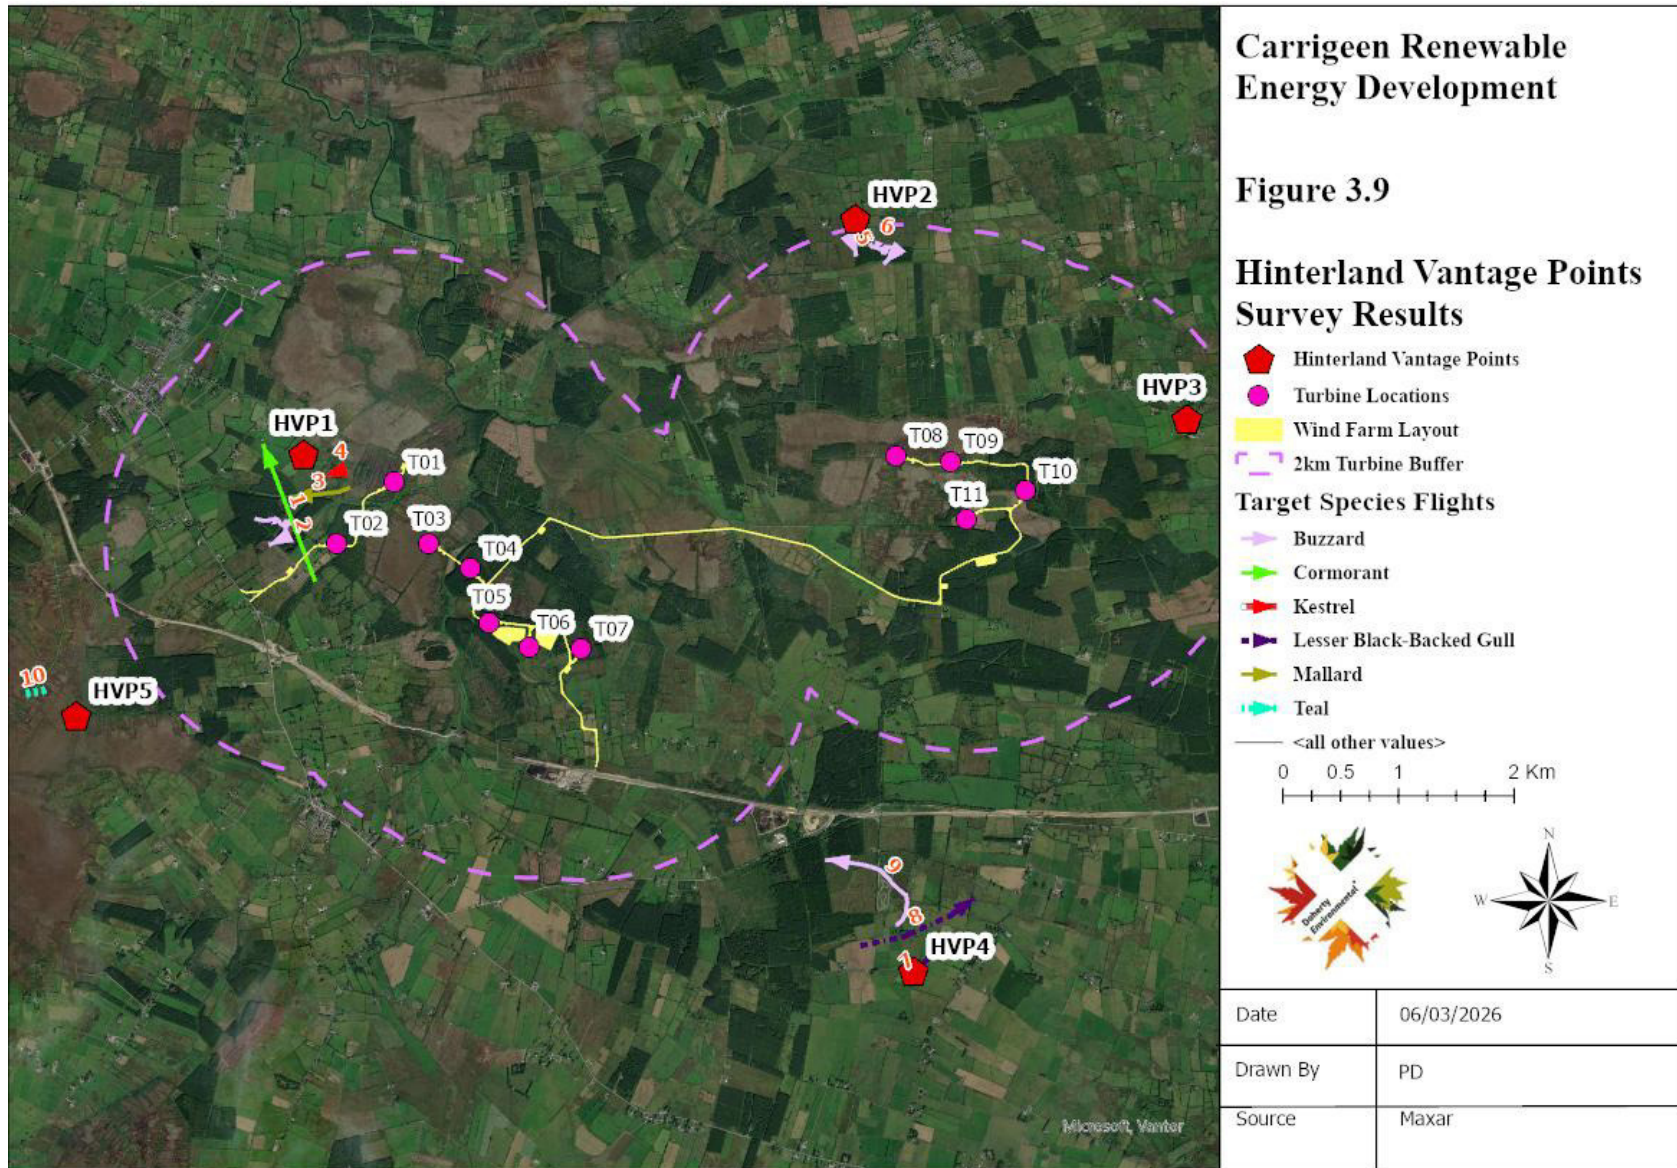 Carrigeen Renewable
Energy Development
Figure 3.9
Hinterland Vantage Points
Survey Results
Hinterland Vantage Points
Turbine Locations
Wind Farm Layout
2km Turbine Buffer
Target Species Flights
Buzzard
Cormorant
Kestrel
Lesser Black-Backed Gull
Mallard
Teal
<all other values>
0 0.5 1 2 Km
Doherty
Environmental
N
W E
S
Date 06/03/2026
Drawn By PD
Source Maxar
HVP2
6
5
HVP3
HVP1
4
3
1
2
T01
T02
T03
T04
T05
T06
T07
T08
T09
T10
T11
10
HVP5
9
8
HVP4
7
Microsoft, Vantor